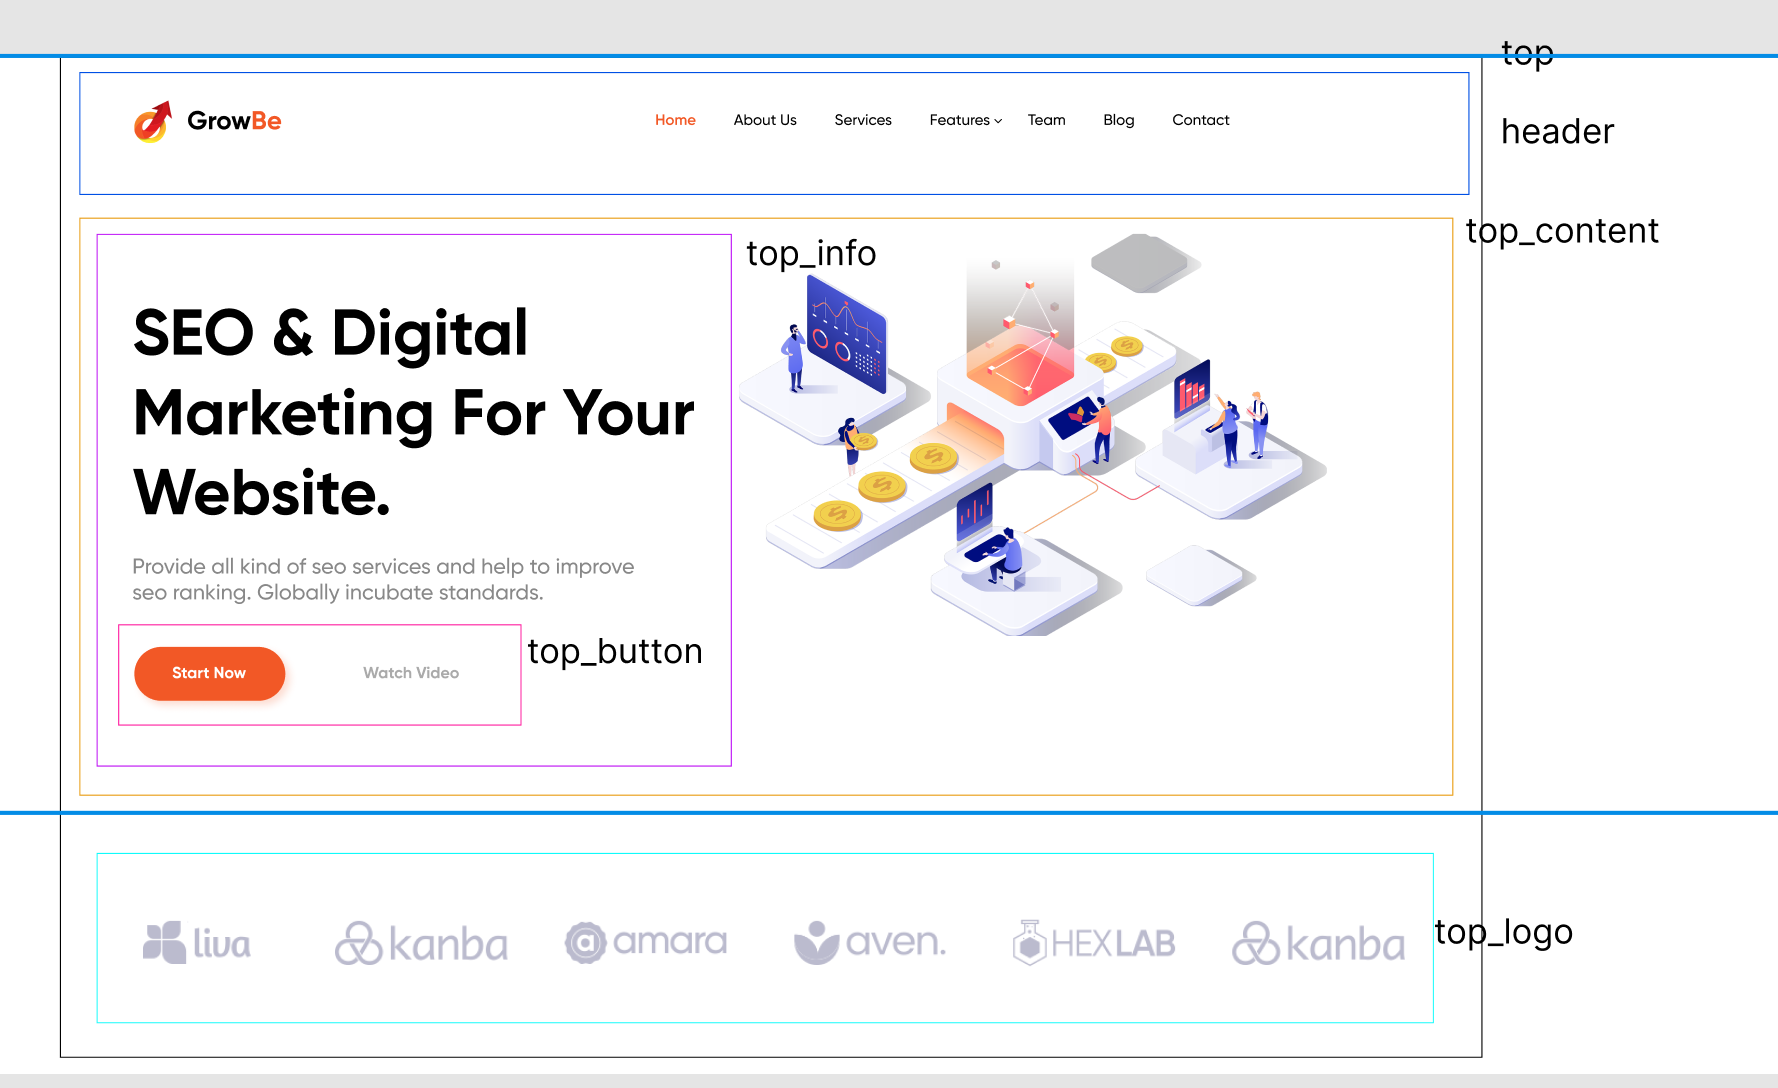 top
GrowBe
Home About Us Services Features Team Blog Contact
header
top_content
top_info
SEO & Digital
Marketing For Your
Website.
Provide all kind of seo services and help to improve
seo ranking. Globally incubate standards.
top_button
Start Now Watch Video
liva kanba amara aven. HEXLAB kanba
top_logo